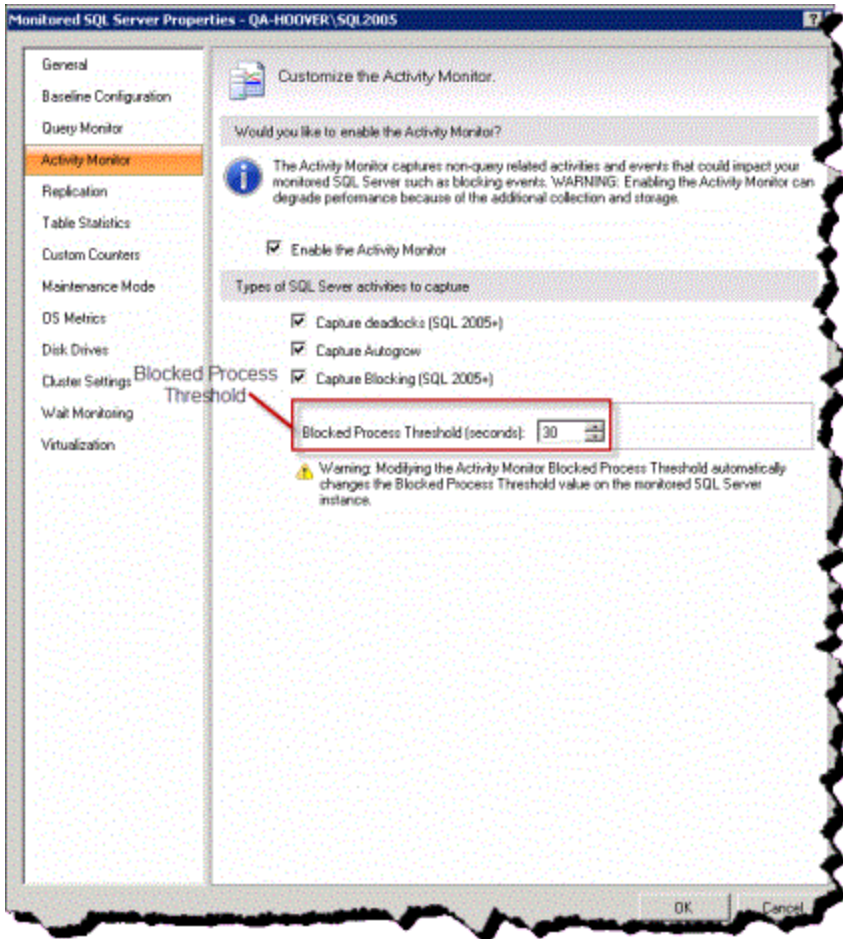 Monitored SQL Server Properties - QA-HOOVER\SQL2005
?
General
Baseline Configuration
Query Monitor
Activity Monitor
Replication
Table Statistics
Custom Counters
Maintenance Mode
OS Metrics
Disk Drives
Cluster Settings
Wait Monitoring
Virtualization
Customize the Activity Monitor.
Would you like to enable the Activity Monitor?
The Activity Monitor captures non-query related activities and events that could impact your
monitored SQL Server such as blocking events. WARNING: Enabling the Activity Monitor can
degrade performance because of the additional collection and storage.
Enable the Activity Monitor
Types of SQL Sever activities to capture
Capture deadlocks (SQL 2005+)
Capture Autogrow
Capture Blocking (SQL 2005+)
Blocked Process
Threshold
Blocked Process Threshold (seconds): 30
Warning: Modifying the Activity Monitor Blocked Process Threshold automatically
changes the Blocked Process Threshold value on the monitored SQL Server
instance.
OK Cancel